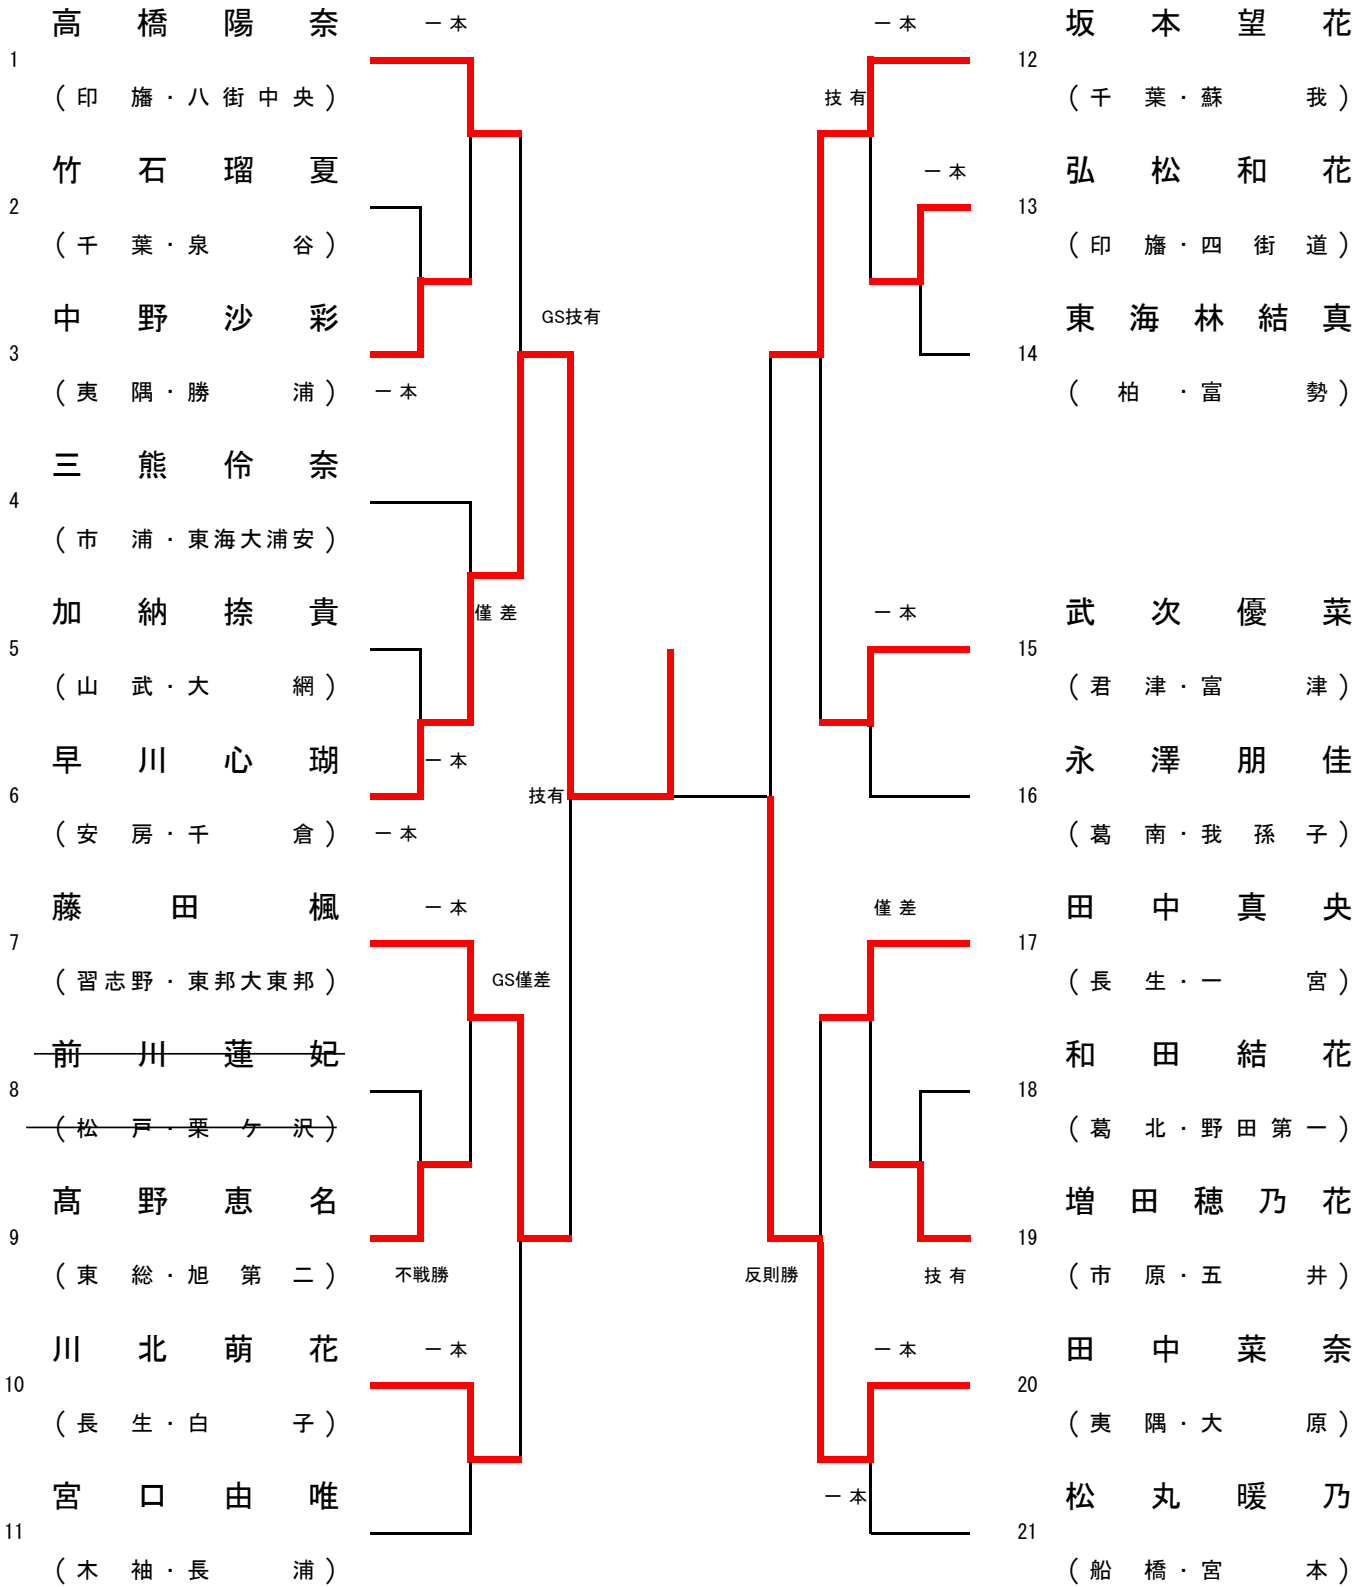 高橋陽奈
一本
1
(印旛・八街中央)
竹石瑠夏
2
(千葉・泉谷)
中野沙彩
GS技有
3
(夷隅・勝浦)
一本
三熊伶奈
4
(市浦・東海大浦安)
加納捺貴
僅差
5
(山武・大網)
早川心瑚
一本
6
技有
(安房・千倉)
一本
藤田楓
一本
7
(習志野・東邦大東邦)
GS僅差
前川蓮妃
8
(松戸・栗ケ沢)
髙野恵名
9
(東総・旭第二)
不戦勝
川北萌花
一本
10
(長生・白子)
宮口由唯
11
(木袖・長浦)
一本
坂本望花
12
技有
(千葉・蘇我)
一本
弘松和花
13
(印旛・四街道)
東海林結真
14
(柏・富勢)
一本
武次優菜
15
(君津・富津)
永澤朋佳
16
(葛南・我孫子)
僅差
田中真央
17
(長生・一宮)
和田結花
18
(葛北・野田第一)
増田穂乃花
19
反則勝
技有
(市原・五井)
一本
田中菜奈
20
(夷隅・大原)
一本
松丸暖乃
21
(船橋・宮本)